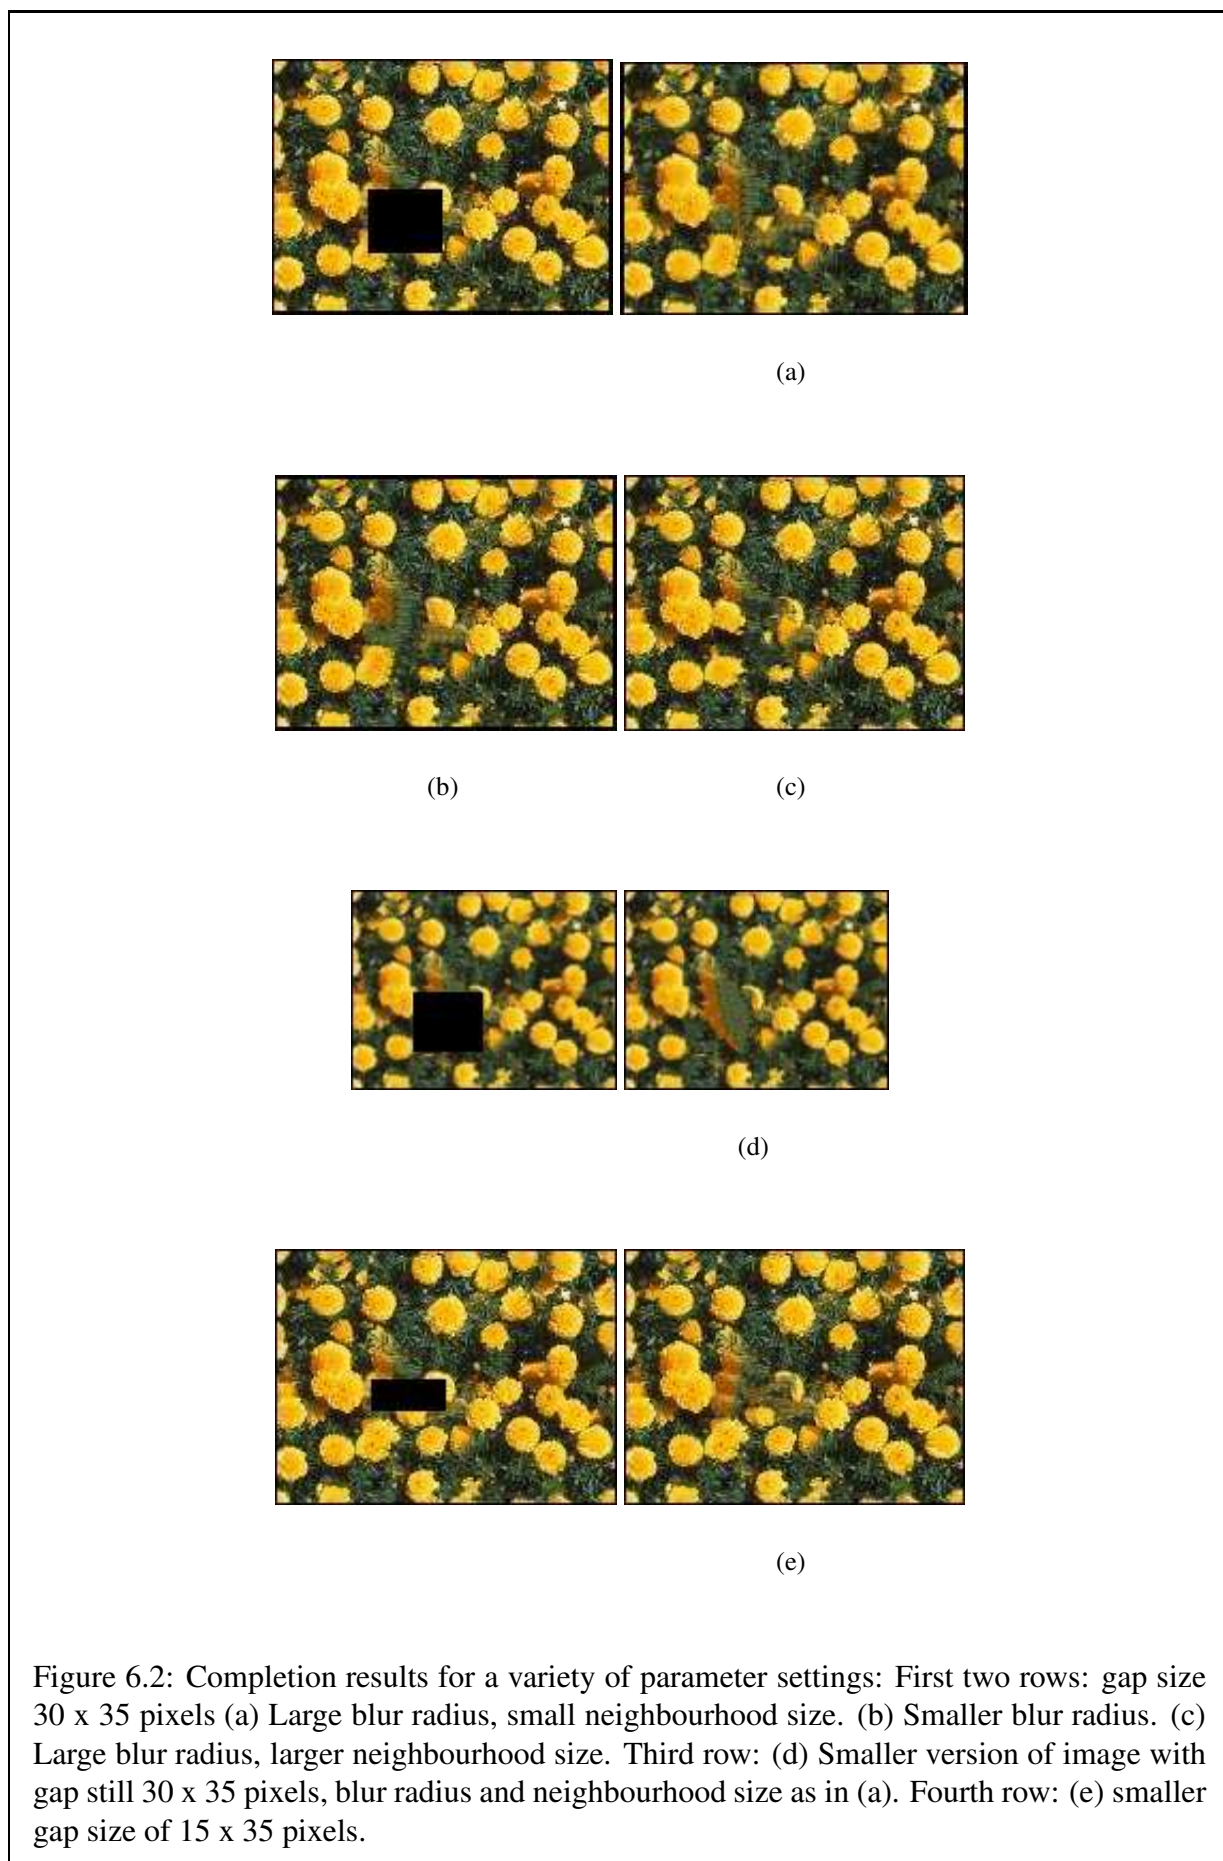 (a)
(b) (c)
(d)
(e)
Figure 6.2: Completion results for a variety of parameter settings: First two rows: gap size
30 x 35 pixels (a) Large blur radius, small neighbourhood size. (b) Smaller blur radius. (c)
Large blur radius, larger neighbourhood size. Third row: (d) Smaller version of image with
gap still 30 x 35 pixels, blur radius and neighbourhood size as in (a). Fourth row: (e) smaller
gap size of 15 x 35 pixels.